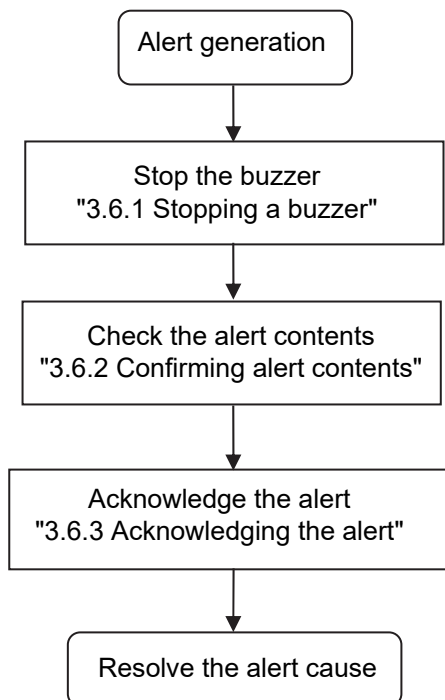 Alert generation
Stop the buzzer
"3.6.1 Stopping a buzzer"
Check the alert contents
"3.6.2 Confirming alert contents"
Acknowledge the alert
"3.6.3 Acknowledging the alert"
Resolve the alert cause